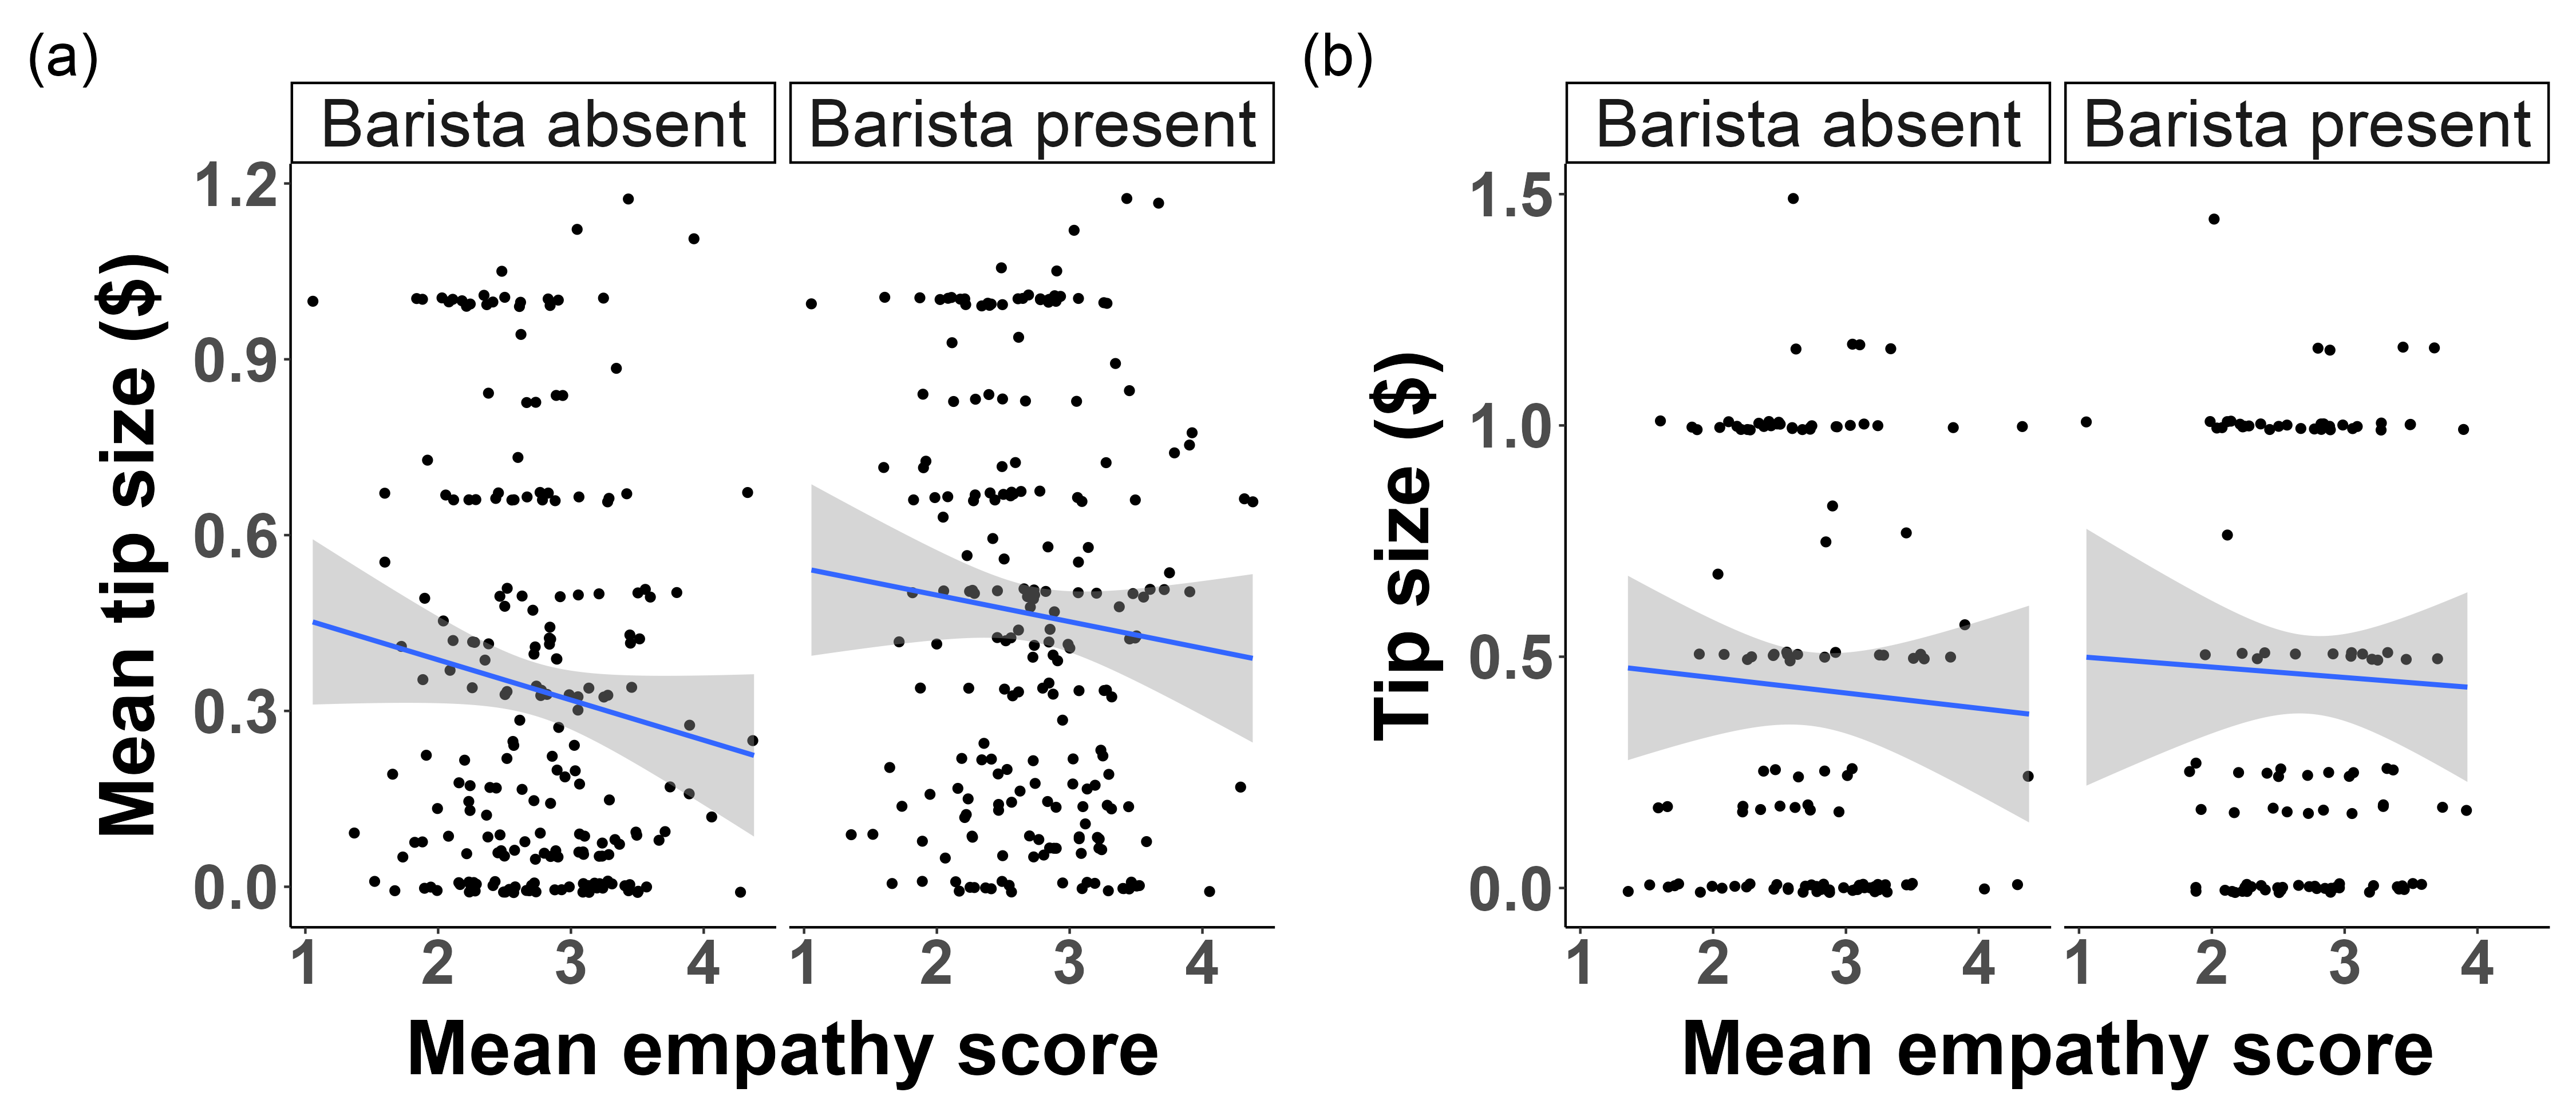 (a)
(b)
Barista absent
Barista present
Barista absent
Barista present
Mean tip size ($)
1.2
0.9
0.6
0.3
0.0
1 2 3 4
1 2 3 4
Mean empathy score
Tip size ($)
1.5
1.0
0.5
0.0
1 2 3 4
1 2 3 4
Mean empathy score